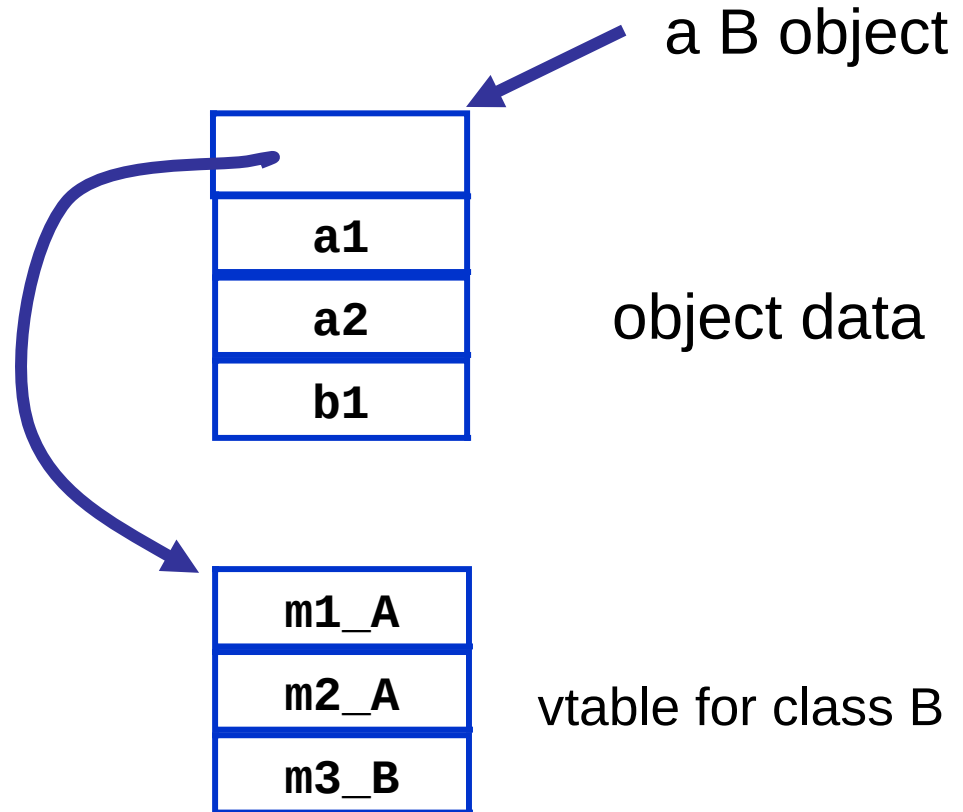 a B object
a1
a2
object data
b1
m1_A
m2_A
vtable for class B
m3_B